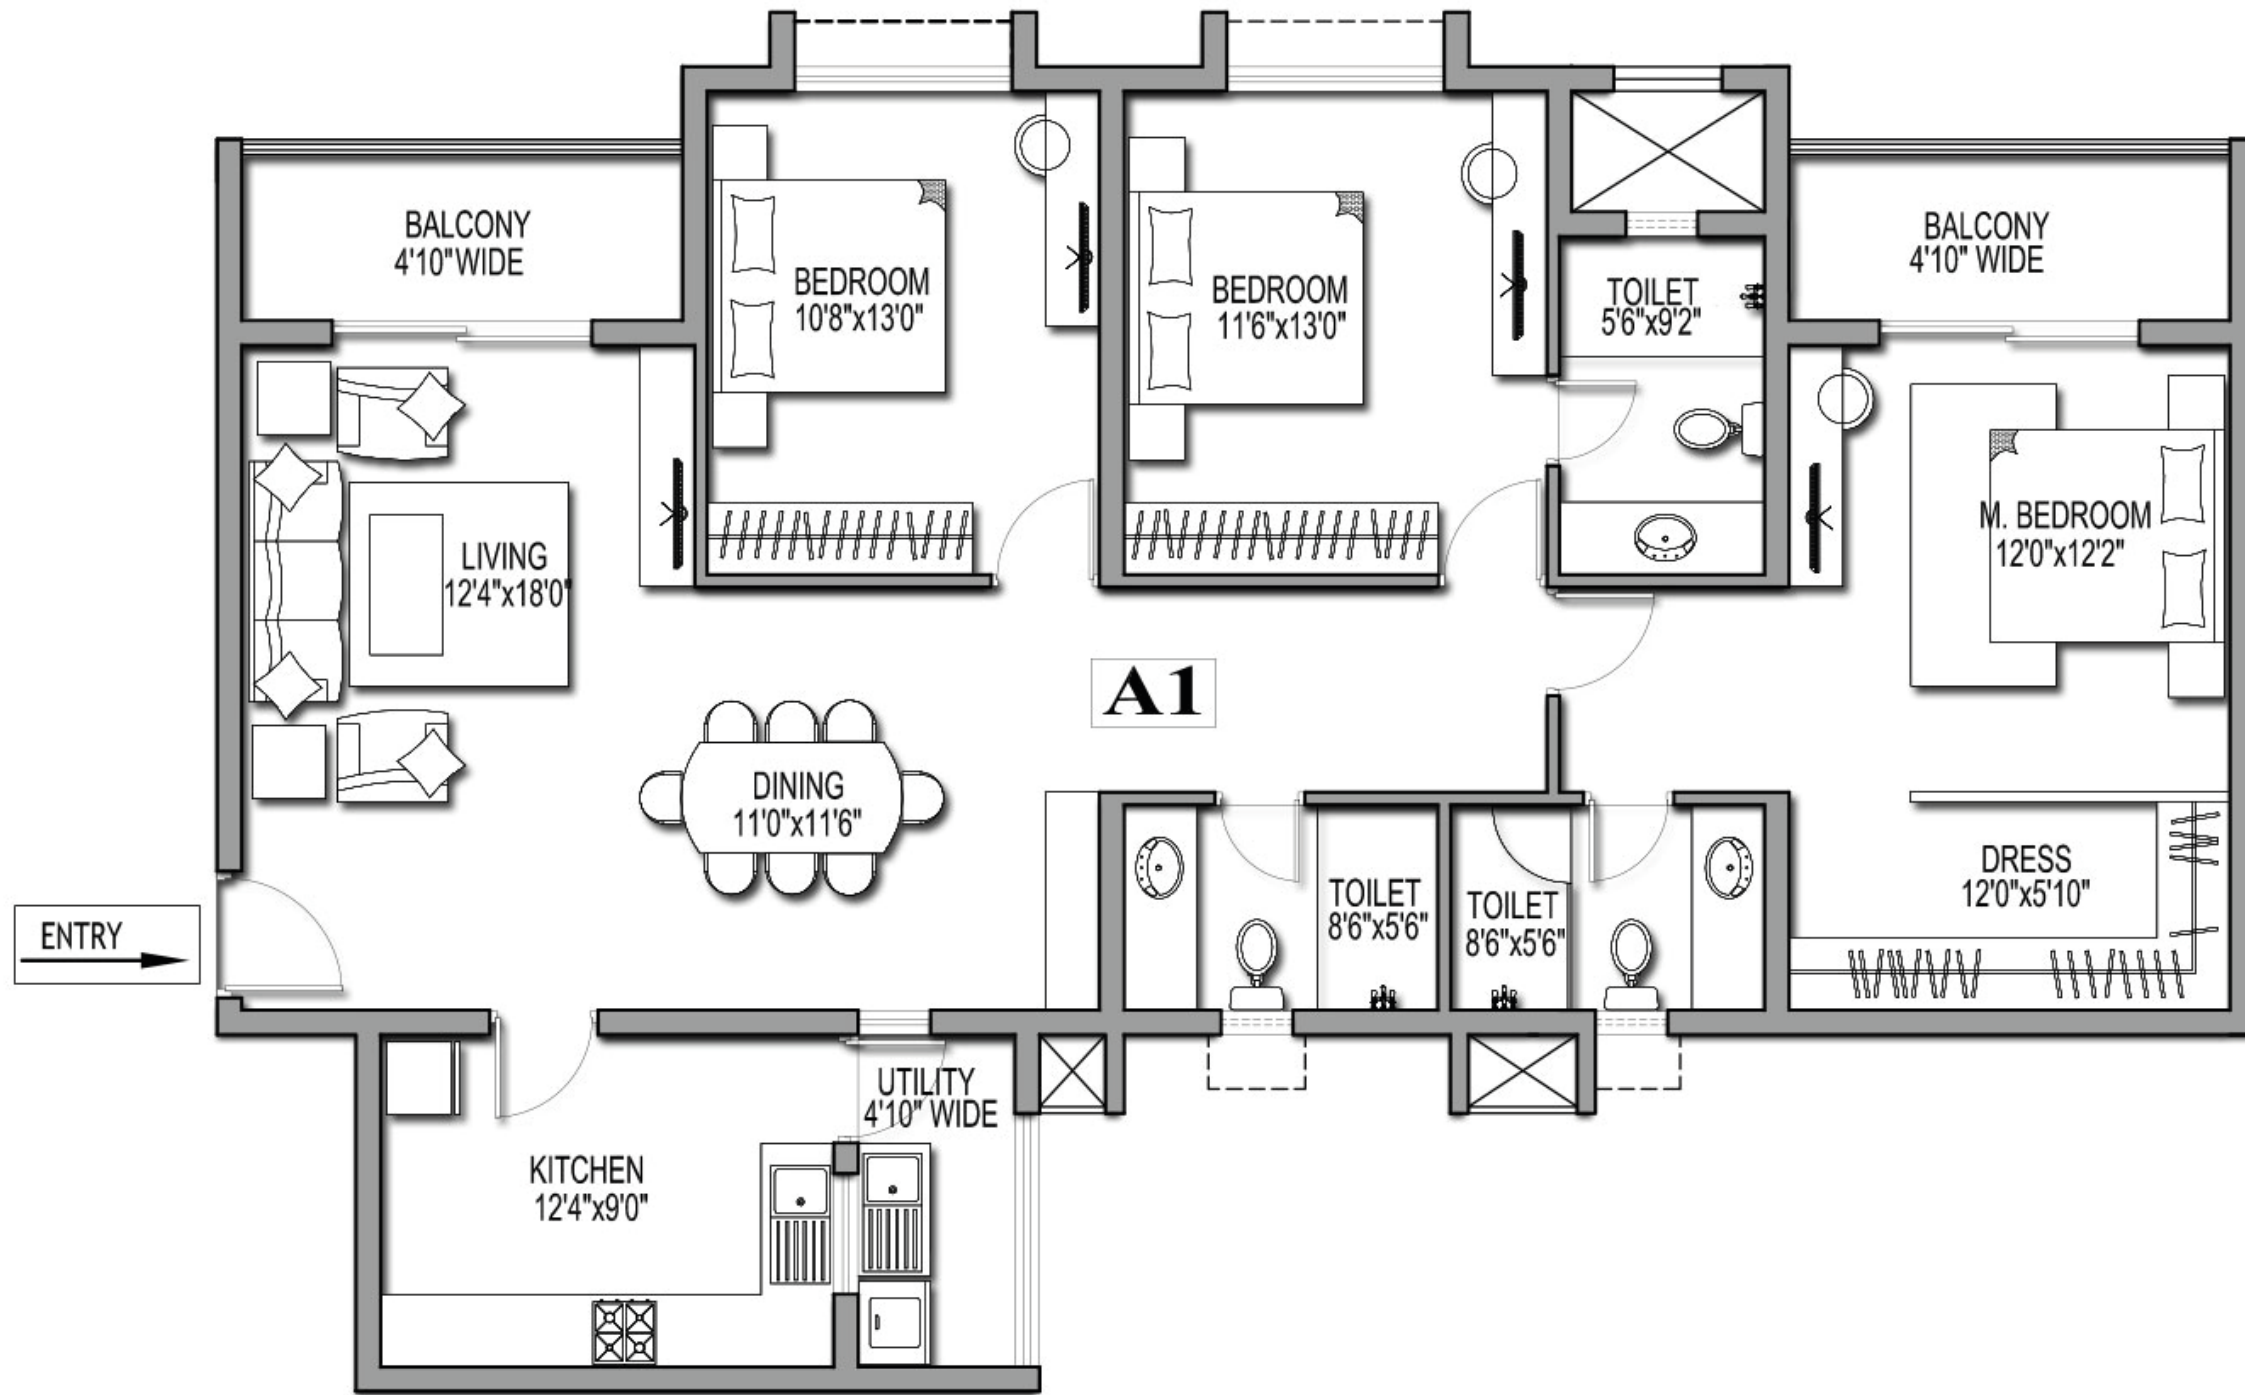 BALCONY
4'10"WIDE
BEDROOM
10'8"x13'0"
BEDROOM
11'6"x13'0"
TOILET
5'6"x9'2"
BALCONY
4'10" WIDE
LIVING
12'4"x18'0"
M. BEDROOM
12'0"x12'2"
A1
DINING
11'0"x11'6"
TOILET
8'6"x5'6"
TOILET
8'6"x5'6"
DRESS
12'0"x5'10"
ENTRY
UTILITY
4'10" WIDE
KITCHEN
12'4"x9'0"